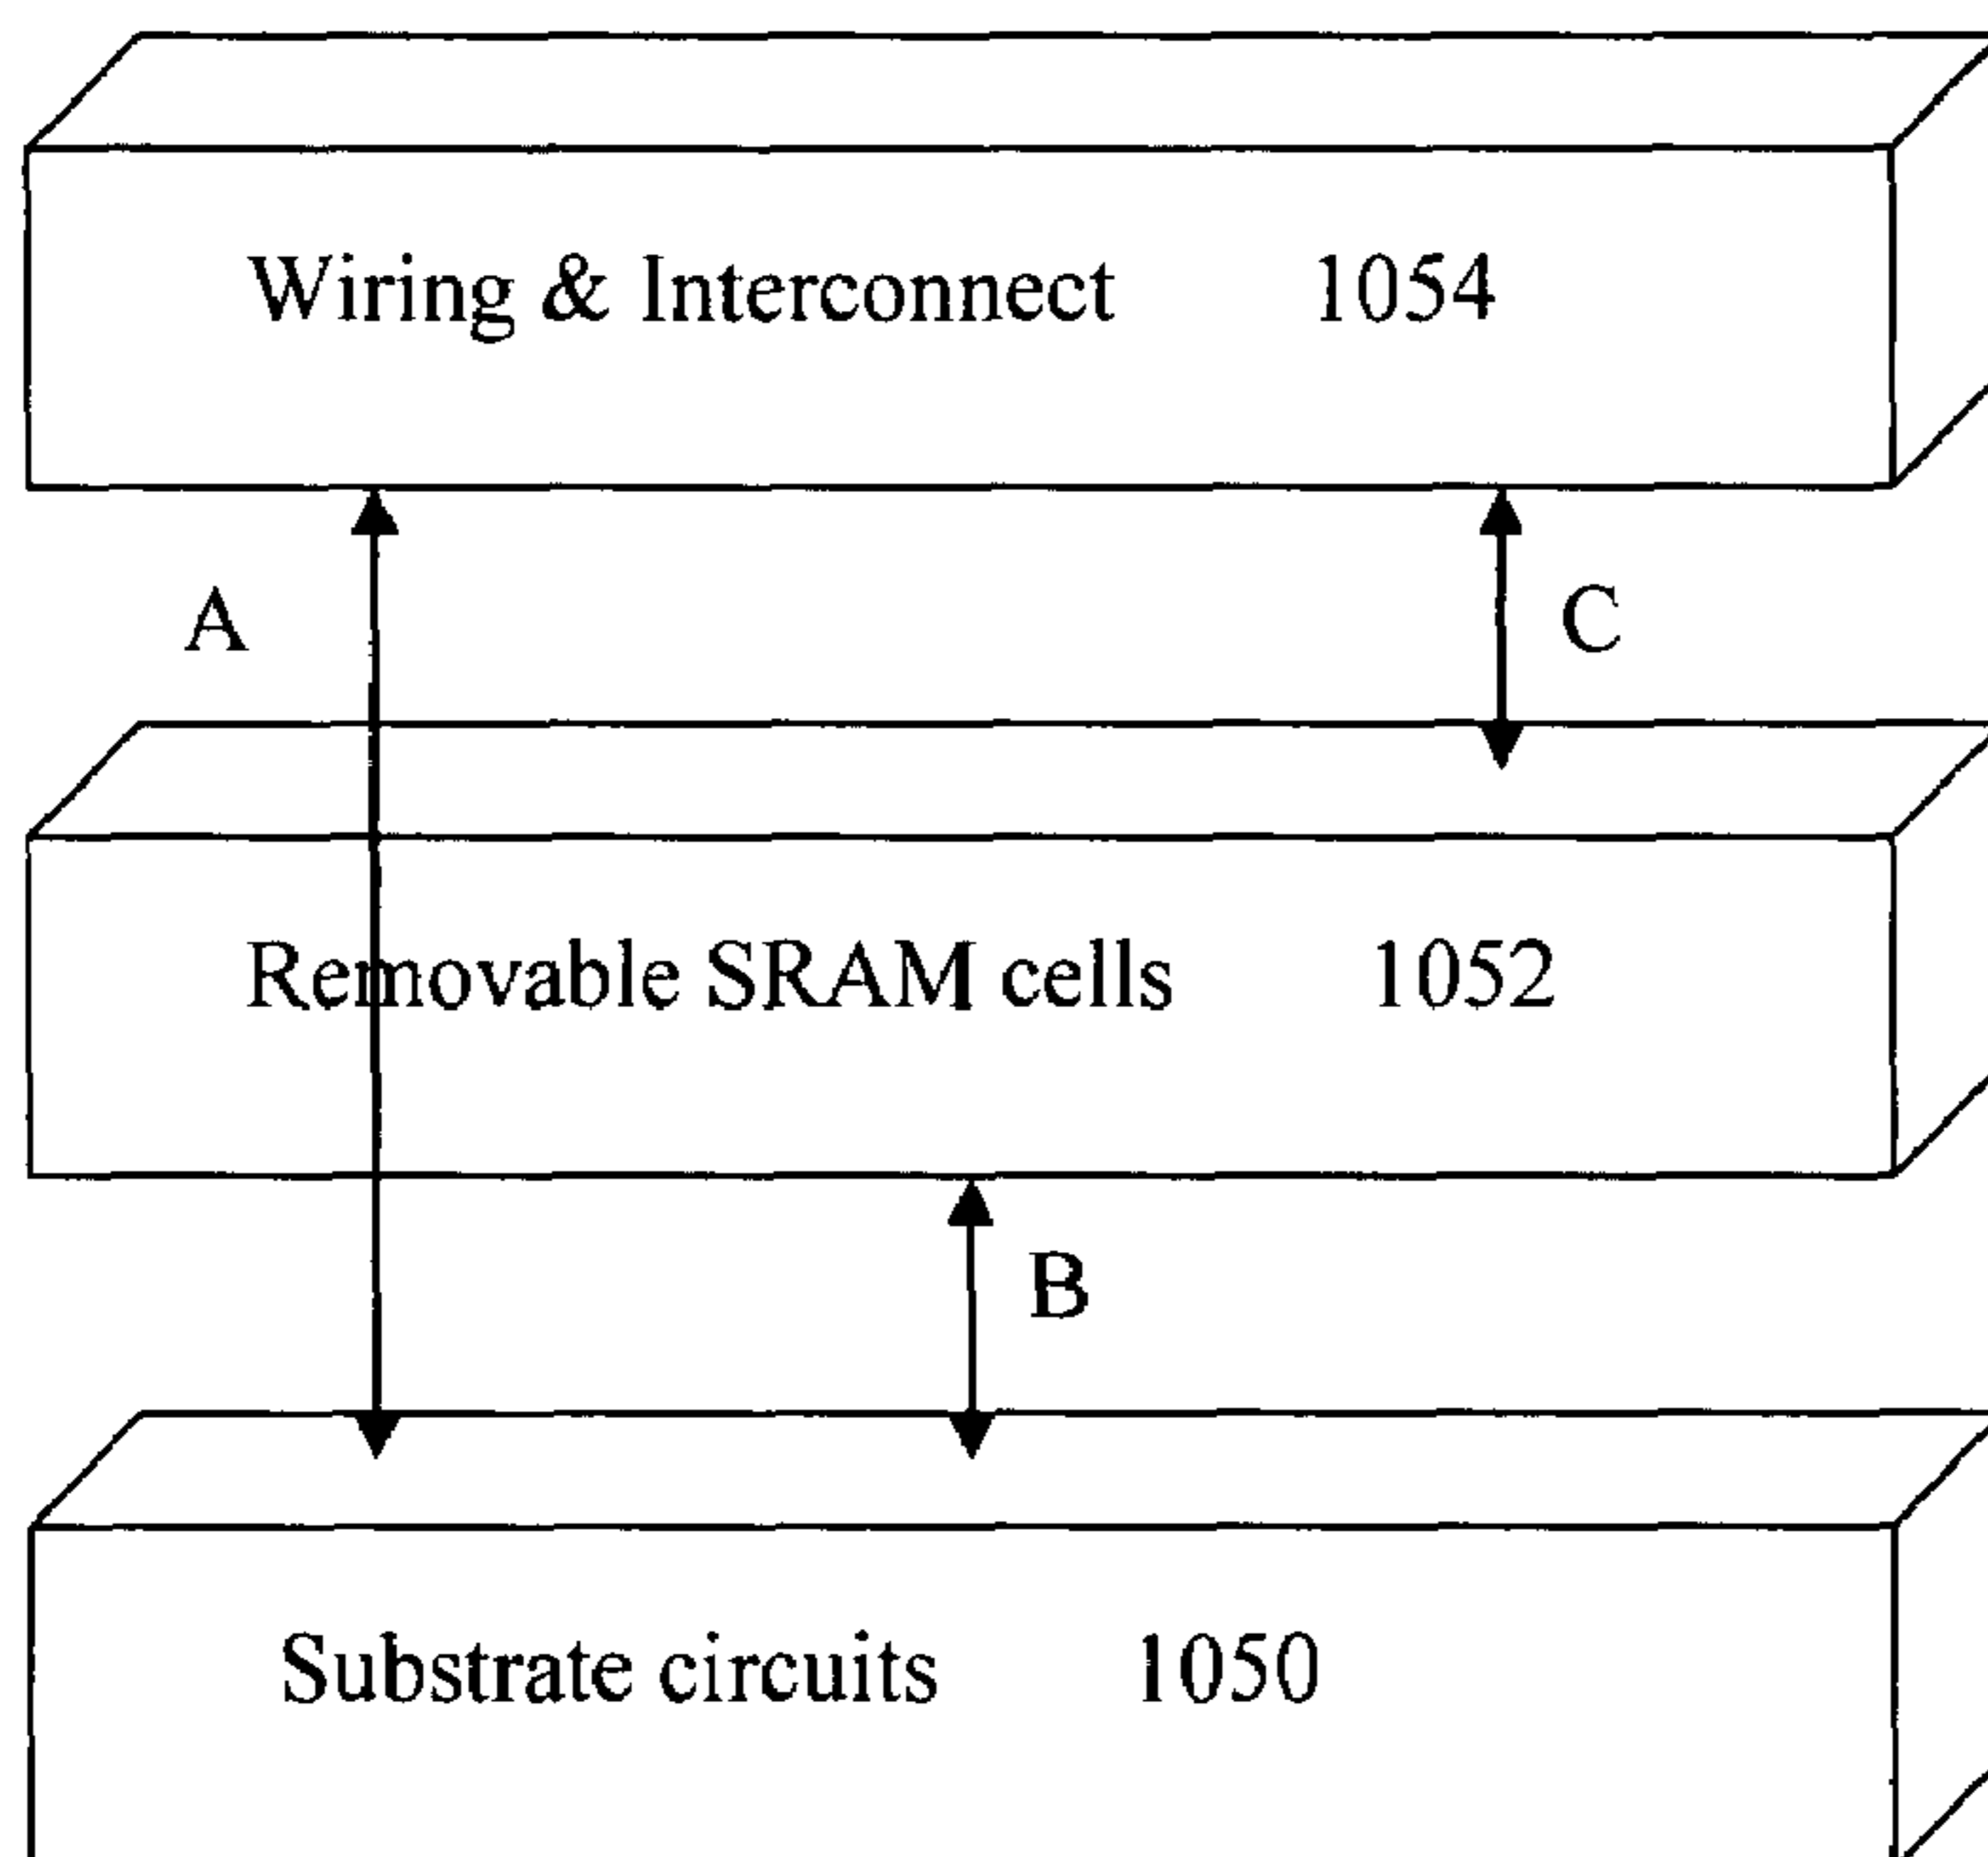 Wiring & Interconnect 1054
A
C
Removable SRAM cells 1052
B
Substrate circuits 1050